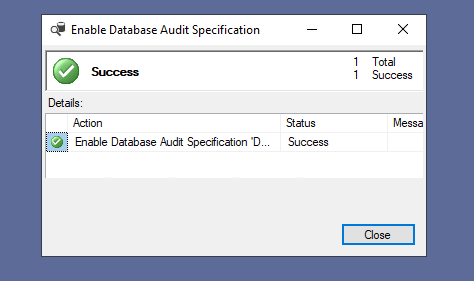 Enable Database Audit Specification
Success 1 Total
1 Success
Details:
Action Status Messa
Enable Database Audit Specification 'D... Success
Close